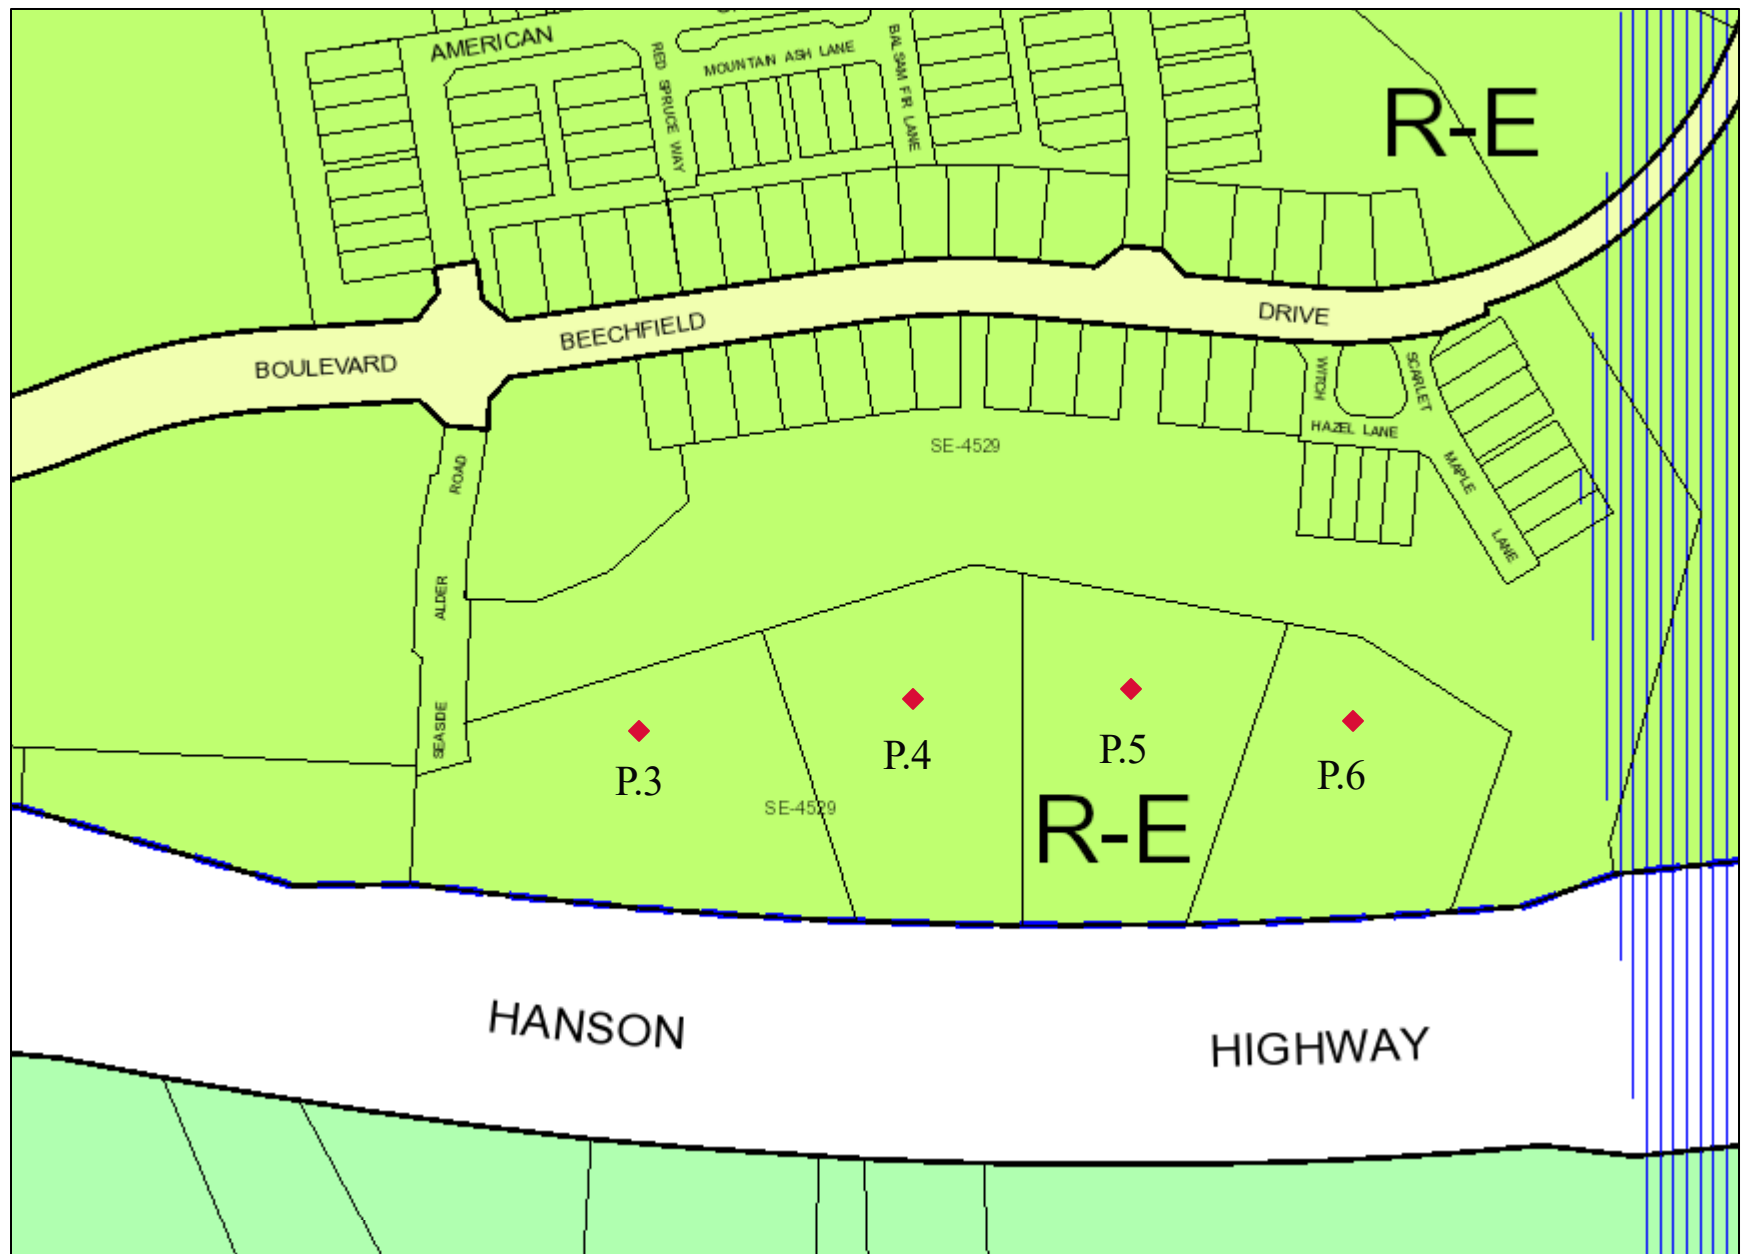 AMERICAN
RED SPRUCE WAY
MOUNTAIN ASH LANE
BALSAM FIR LANE
R-E
BOULEVARD
BEECHFIELD
DRIVE
WITCH
HAZEL LANE
SCARLET
MAPLE
LANE
SE-4529
ROAD
ALDER
SEASDE
P.3
P.4
P.5
P.6
SE-4529
R-E
HANSON
HIGHWAY